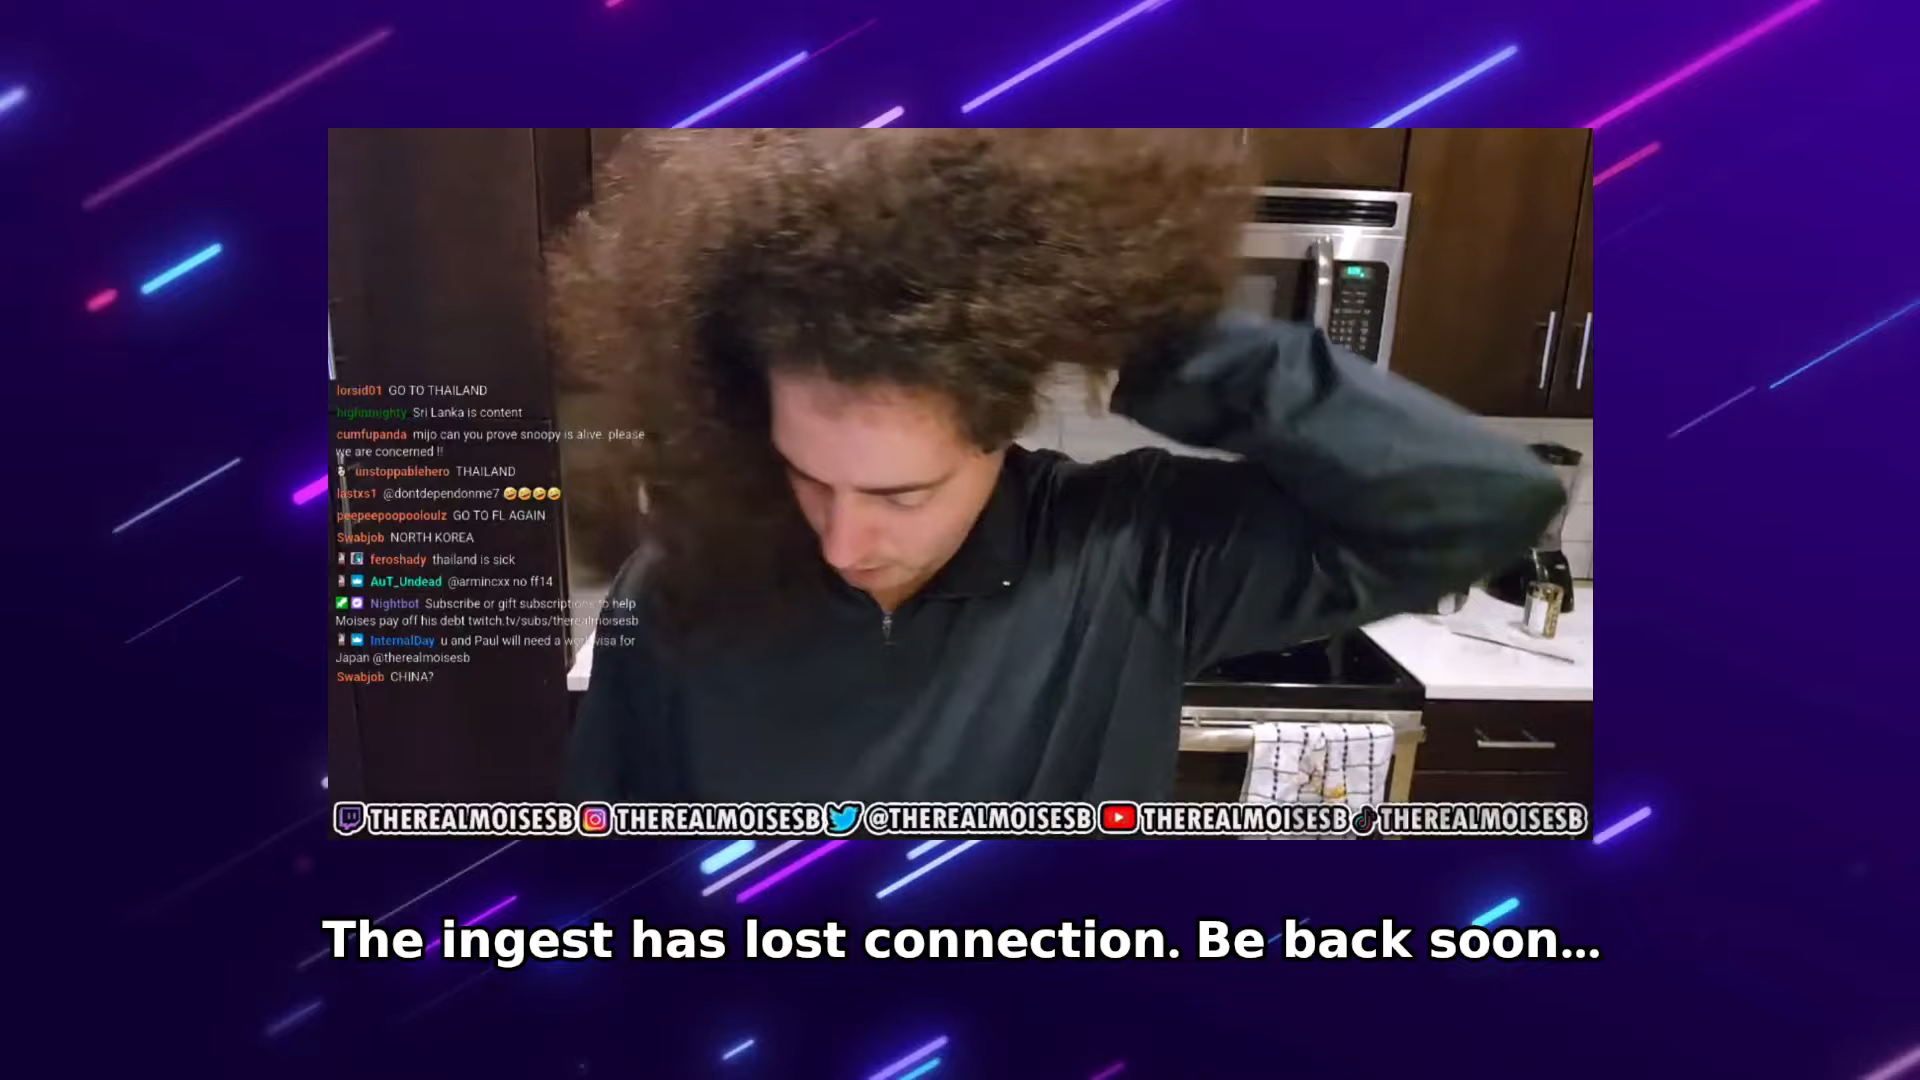 lorsid01 GO TO THAILAND
highnmighty Sri Lanka is content
cumfupanda mijo can you prove snoopy is alive. please
we are concerned !!
unstoppablehero THAILAND
lastxs1 @dontdependonme7 🤣🤣🤣🤣
peepeepoopooloulz GO TO FL AGAIN
Swabjob NORTH KOREA
feroshady thailand is sick
AuT_Undead @armincxx no ff14
Nightbot Subscribe or gift subscriptions to help
Moises pay off his debt twitch.tv/subs/therealmoisesb
InternalDay u and Paul will need a work visa for
Japan @therealmoisesb
Swabjob CHINA?
THEREALMOISESB THEREALMOISESB @THEREALMOISESB THEREALMOISESB THEREALMOISESB
The ingest has lost connection. Be back soon...